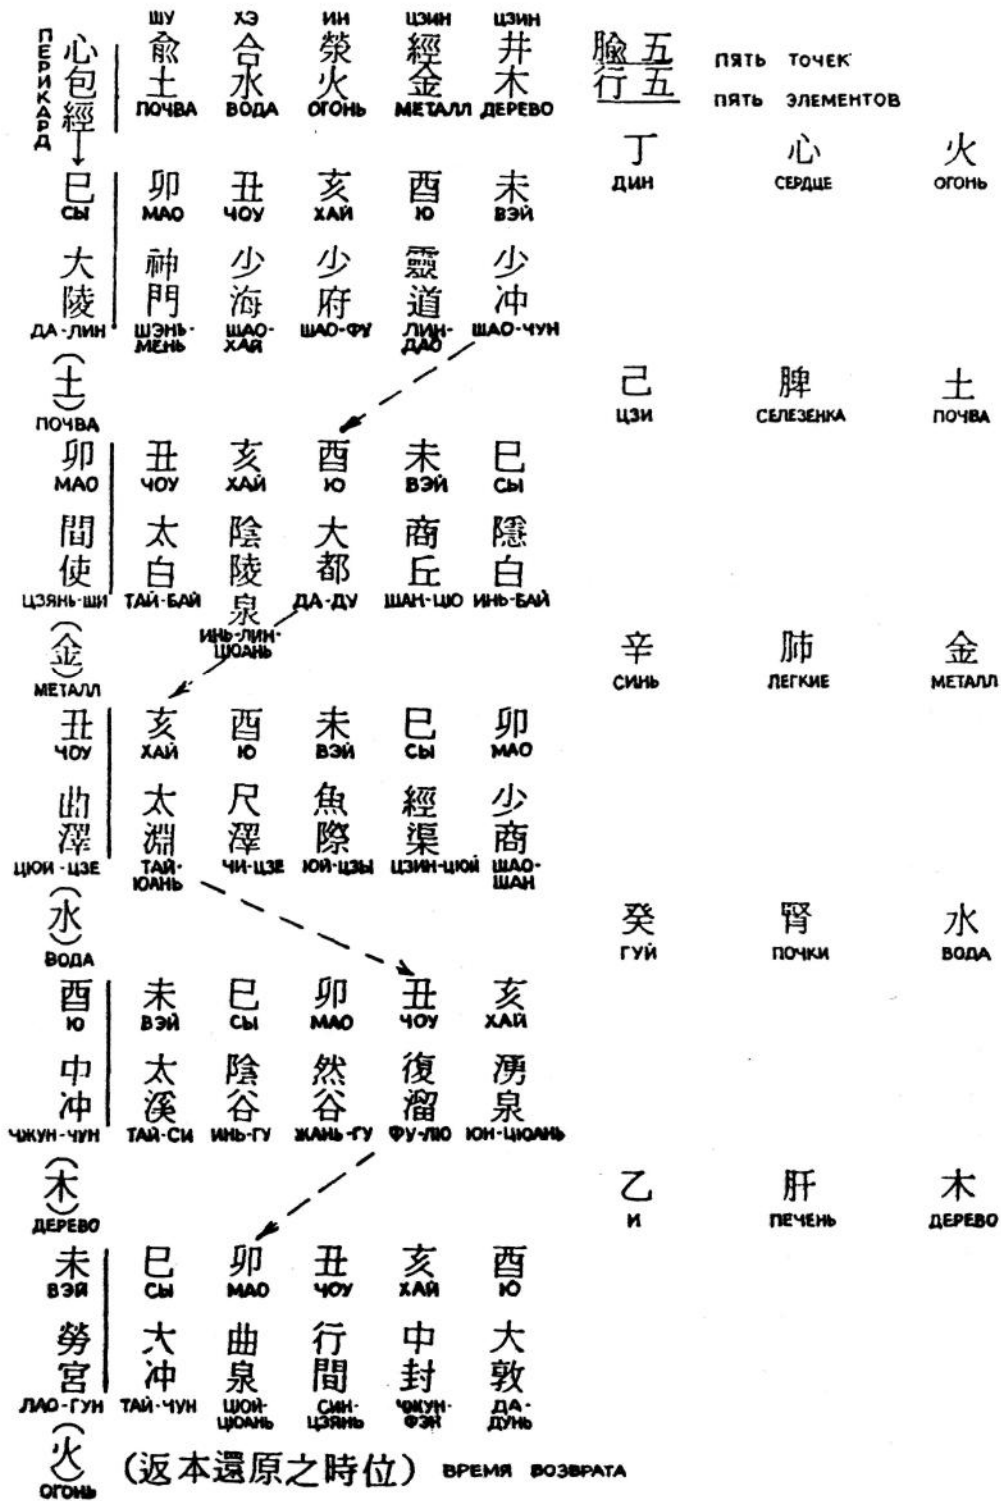 ШУ ХЭ ИН ЦЗИН ЦЗИН
ПЕРИКАРД
心包經 兪 合 滎 經 井 腧 五 ПЯТЬ ТОЧЕК
土 水 火 金 木 行 五 ПЯТЬ ЭЛЕМЕНТОВ
ПОЧВА ВОДА ОГОНЬ МЕТАЛЛ ДЕРЕВО
丁 心 火
ДИН СЕРДЦЕ ОГОНЬ
巳 卯 丑 亥 酉 未
СЫ МАО ЧОУ ХАЙ Ю ВЭЙ
大 神 少 少 靈 少
陵 門 海 府 道 冲
ДА-ЛИН ШЭНЬ- ШАО- ШАО-ФУ ЛИН- ШАО-ЧУН
МЕНЬ ХАЙ ДАО
(土) 己 脾 土
ПОЧВА ЦЗИ СЕЛЕЗЕНКА ПОЧВА
卯 丑 亥 酉 未 巳
МАО ЧОУ ХАЙ Ю ВЭЙ СЫ
間 太 陰 大 商 隱
使 白 陵 都 丘 白
ЦЗЯНЬ-ШИ ТАЙ-БАЙ 泉 ДА-ДУ ШАН-ЦЮ ИНЬ-БАЙ
ИНЬ-ЛИН-
ЦЮАНЬ
(金) 辛 肺 金
МЕТАЛЛ СИНЬ ЛЕГКИЕ МЕТАЛЛ
丑 亥 酉 未 巳 卯
ЧОУ ХАЙ Ю ВЭЙ СЫ МАО
曲 太 尺 魚 經 少
澤 淵 澤 際 渠 商
ЦЮЙ-ЦЗЕ ТАЙ- ЧИ-ЦЗЕ ЮЙ-ЦЗЫ ЦЗИН-ЦЮЙ ШАО-
ЮАНЬ ШАН
(水) 癸 腎 水
ВОДА ГУЙ ПОЧКИ ВОДА
酉 未 巳 卯 丑 亥
Ю ВЭЙ СЫ МАО ЧОУ ХАЙ
中 太 陰 然 復 湧
冲 溪 谷 谷 溜 泉
ЧЖУН-ЧУН ТАЙ-СИ ИНЬ-ГУ ЖАНЬ-ГУ ФУ-ЛЮ ЮН-ЦЮАНЬ
(木) 乙 肝 木
ДЕРЕВО И ПЕЧЕНЬ ДЕРЕВО
未 巳 卯 丑 亥 酉
ВЭЙ СЫ МАО ЧОУ ХАЙ Ю
勞 大 曲 行 中 大
宮 冲 泉 間 封 敦
ЛАО-ГУН ТАЙ-ЧУН ЦЮЙ- СИН- ЧЖУН- ДА-
ЦЮАНЬ ЦЗЯНЬ ФЭН ДУНЬ
(火) (返本還原之時位) ВРЕМЯ ВОЗВРАТА
ОГОНЬ